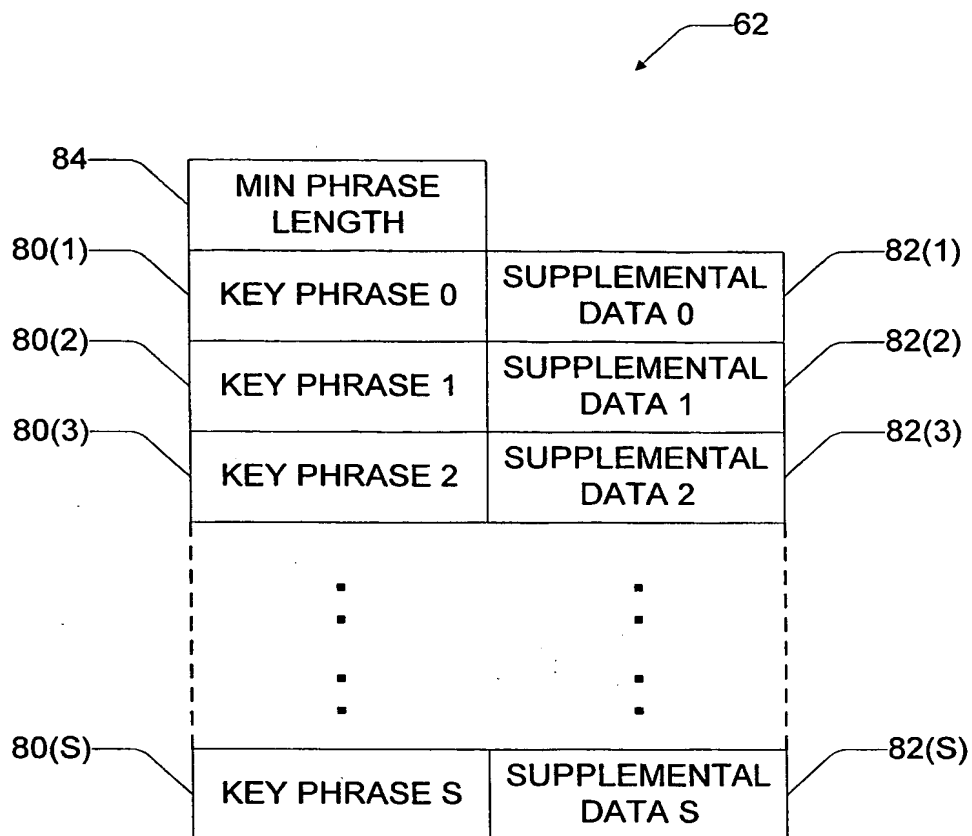 62
84
MIN PHRASE
LENGTH
80(1)
KEY PHRASE 0
SUPPLEMENTAL
DATA 0
82(1)
80(2)
KEY PHRASE 1
SUPPLEMENTAL
DATA 1
82(2)
80(3)
KEY PHRASE 2
SUPPLEMENTAL
DATA 2
82(3)
80(S)
KEY PHRASE S
SUPPLEMENTAL
DATA S
82(S)